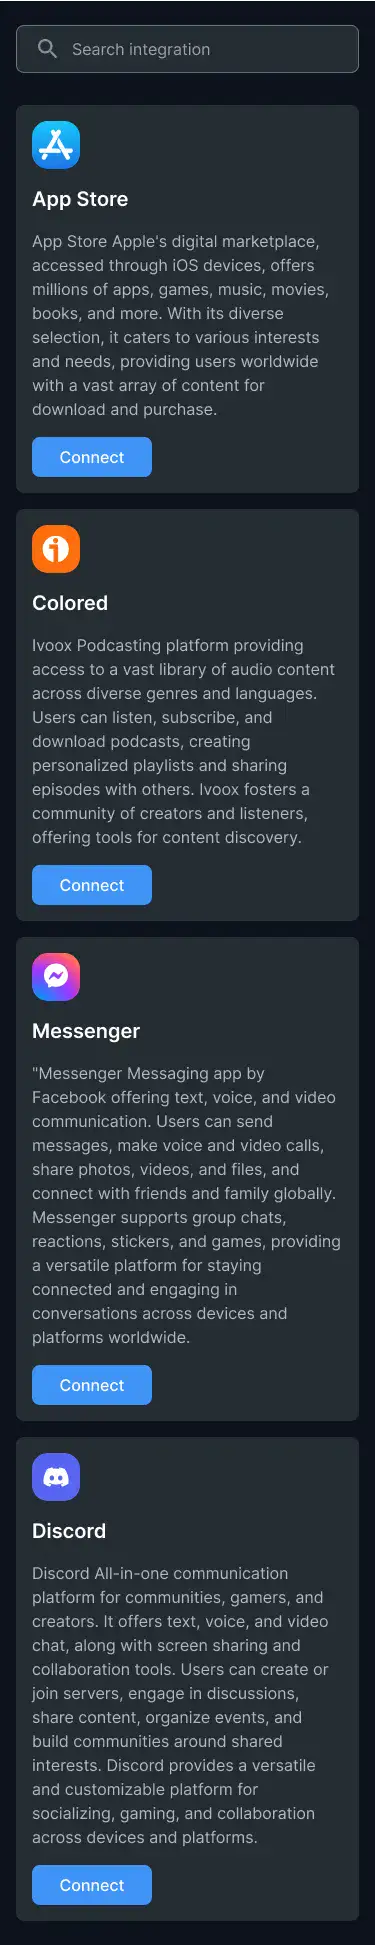 Search integration
App Store
App Store Apple's digital marketplace,
accessed through iOS devices, offers
millions of apps, games, music, movies,
books, and more. With its diverse
selection, it caters to various interests
and needs, providing users worldwide
with a vast array of content for
download and purchase.
Connect
Colored
Ivoox Podcasting platform providing
access to a vast library of audio content
across diverse genres and languages.
Users can listen, subscribe, and
download podcasts, creating
personalized playlists and sharing
episodes with others. Ivoox fosters a
community of creators and listeners,
offering tools for content discovery.
Connect
Messenger
"Messenger Messaging app by
Facebook offering text, voice, and video
communication. Users can send
messages, make voice and video calls,
share photos, videos, and files, and
connect with friends and family globally.
Messenger supports group chats,
reactions, stickers, and games, providing
a versatile platform for staying
connected and engaging in
conversations across devices and
platforms worldwide.
Connect
Discord
Discord All-in-one communication
platform for communities, gamers, and
creators. It offers text, voice, and video
chat, along with screen sharing and
collaboration tools. Users can create or
join servers, engage in discussions,
share content, organize events, and
build communities around shared
interests. Discord provides a versatile
and customizable platform for
socializing, gaming, and collaboration
across devices and platforms.
Connect